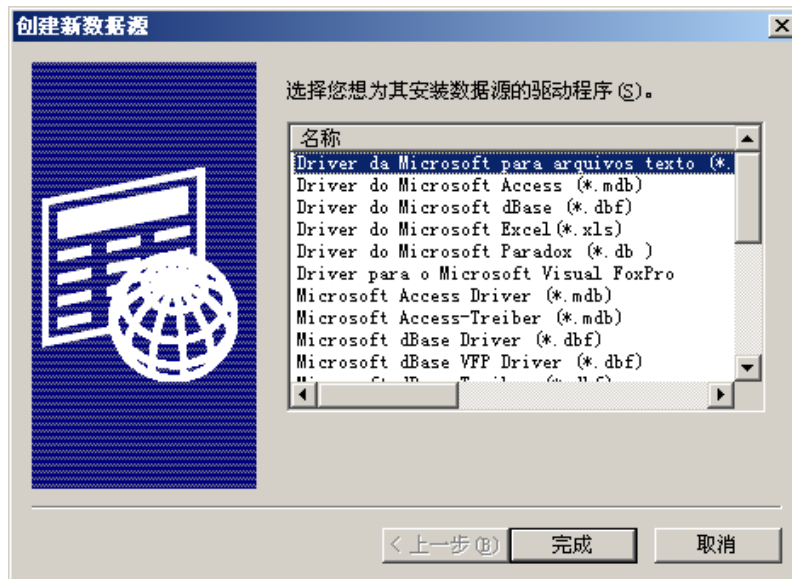 创建新数据源
选择您想为其安装数据源的驱动程序(S)。
名称
Driver da Microsoft para arquivos texto (*.
Driver do Microsoft Access (*.mdb)
Driver do Microsoft dBase (*.dbf)
Driver do Microsoft Excel(*.xls)
Driver do Microsoft Paradox (*.db )
Driver para o Microsoft Visual FoxPro
Microsoft Access Driver (*.mdb)
Microsoft Access-Treiber (*.mdb)
Microsoft dBase Driver (*.dbf)
Microsoft dBase VFP Driver (*.dbf)
<上一步(B)
完成
取消